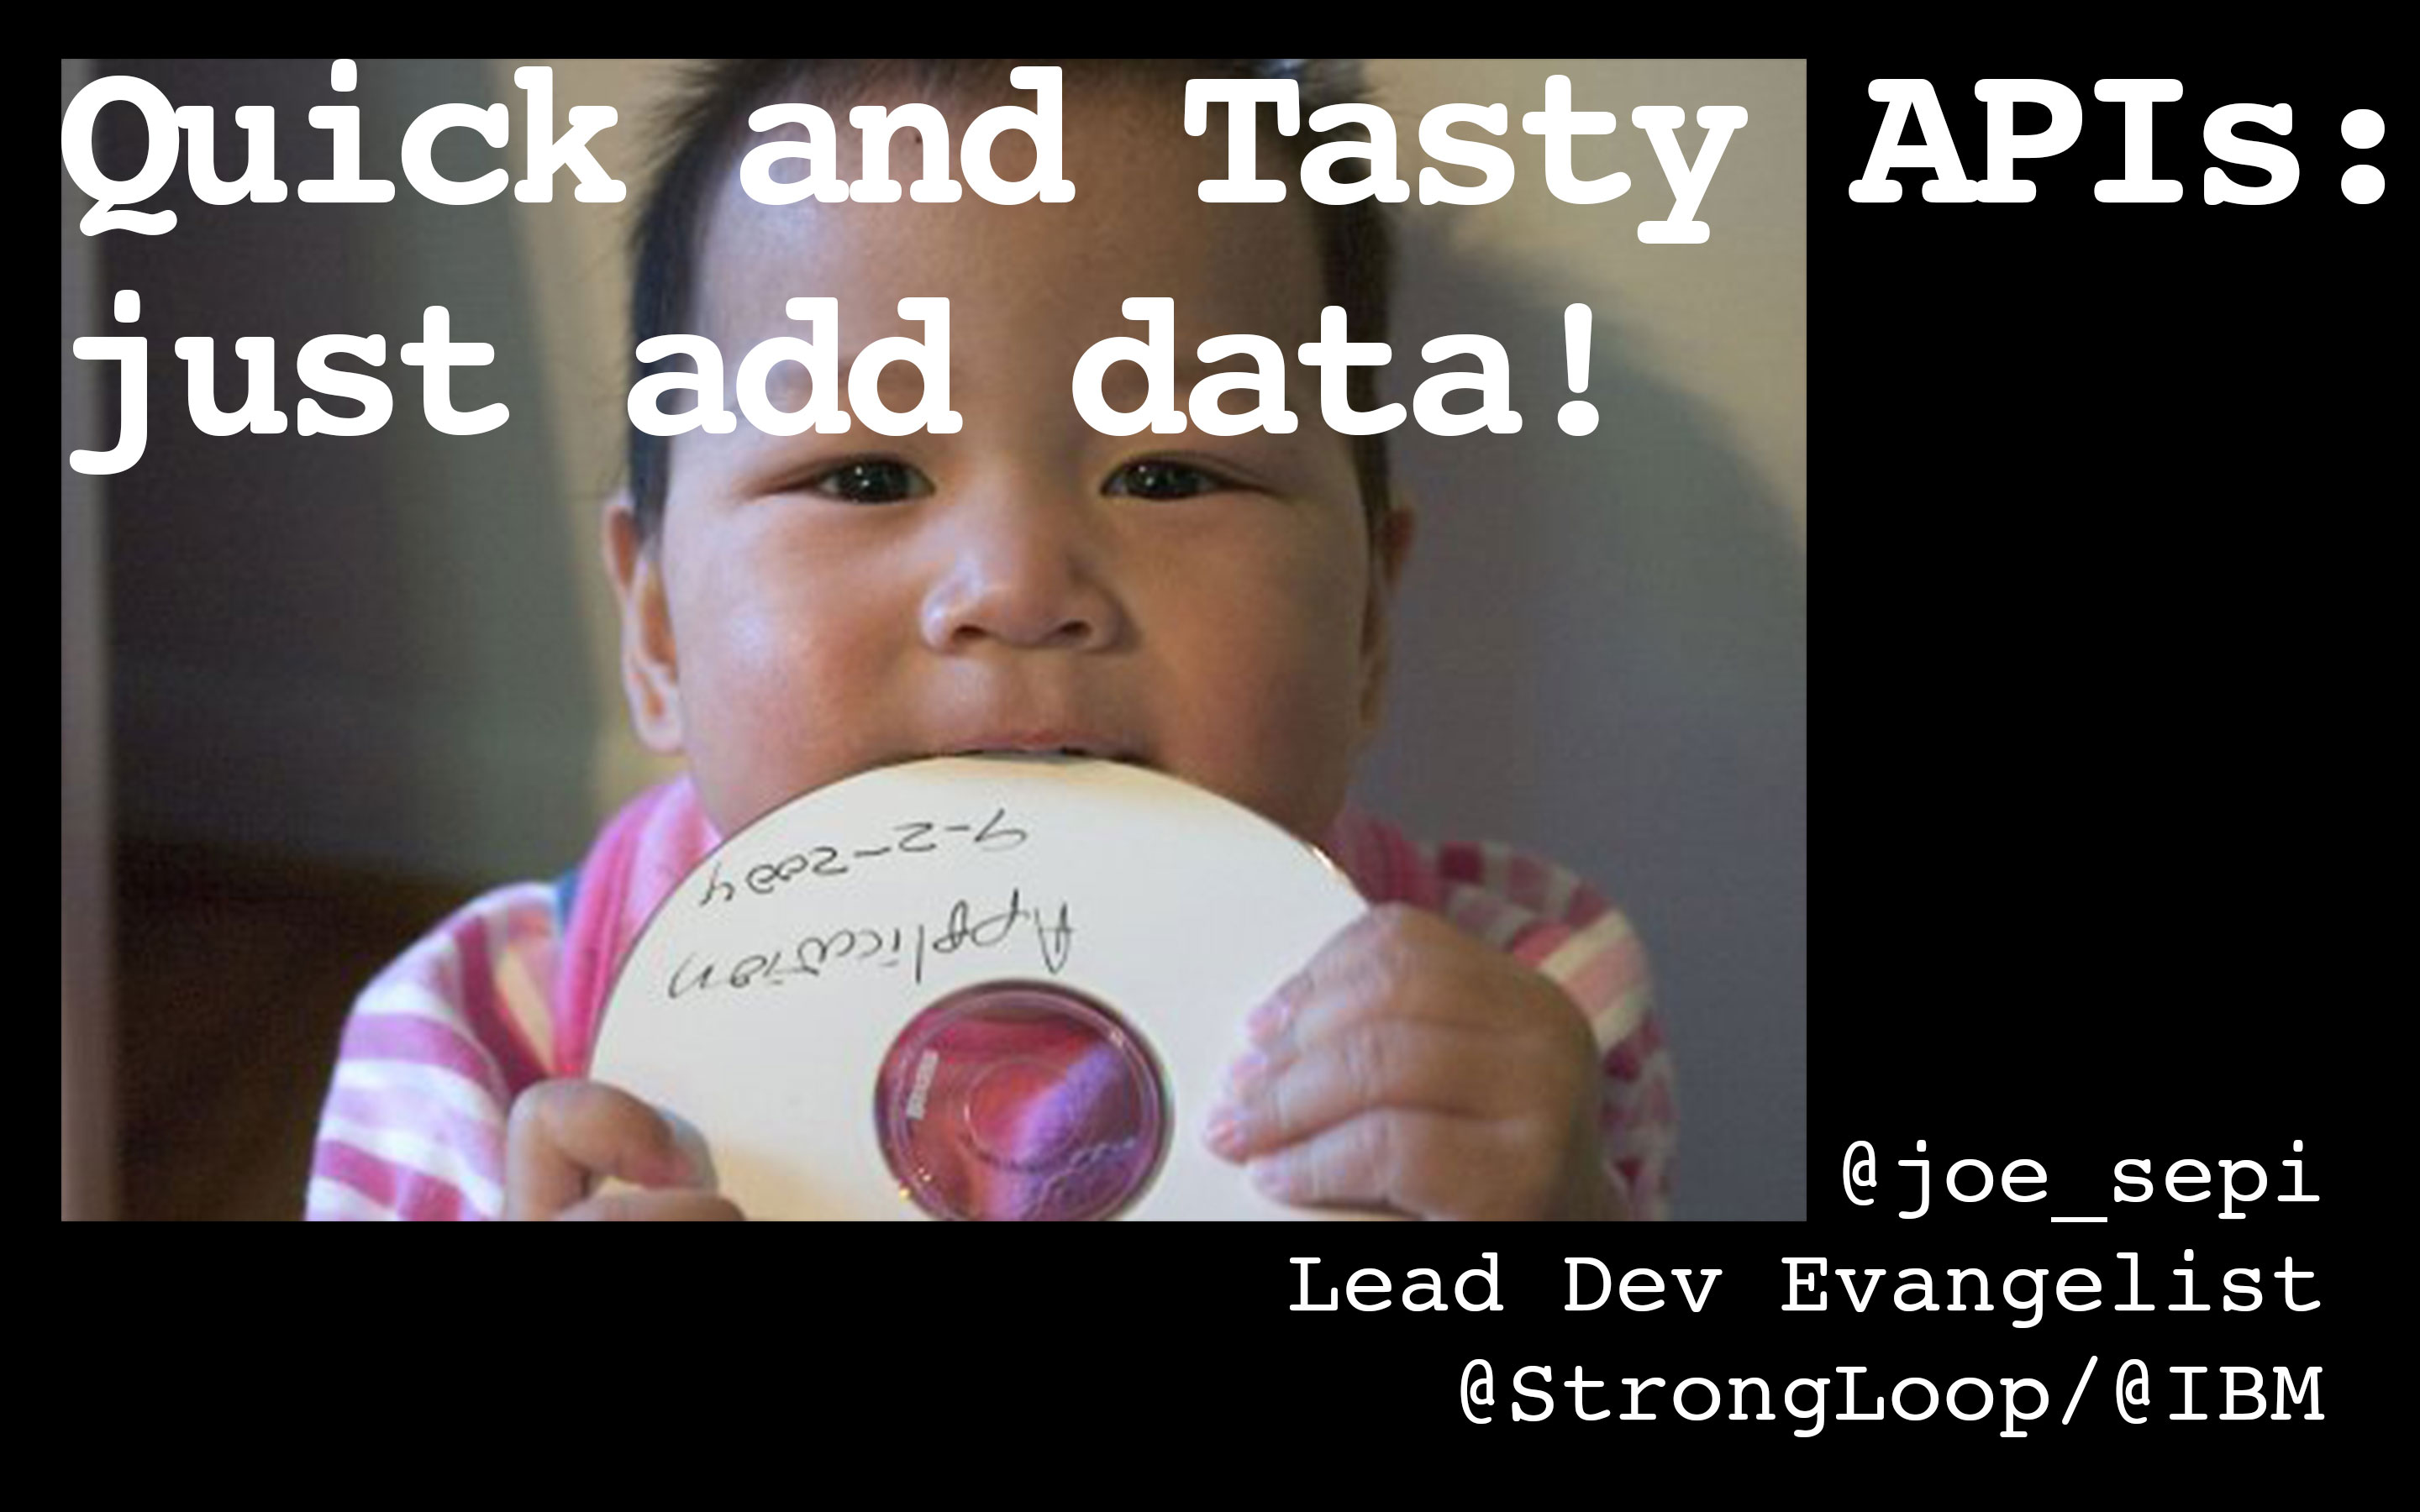 Quick and Tasty APIs:
just add data!
Application
9-2-2004
@joe_sepi
Lead Dev Evangelist
@StrongLoop/@IBM